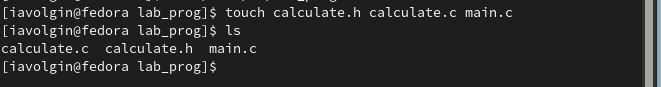 [iavolgin@fedora lab_prog]$ touch calculate.h calculate.c main.c
[iavolgin@fedora lab_prog]$ ls
calculate.c  calculate.h  main.c
[iavolgin@fedora lab_prog]$